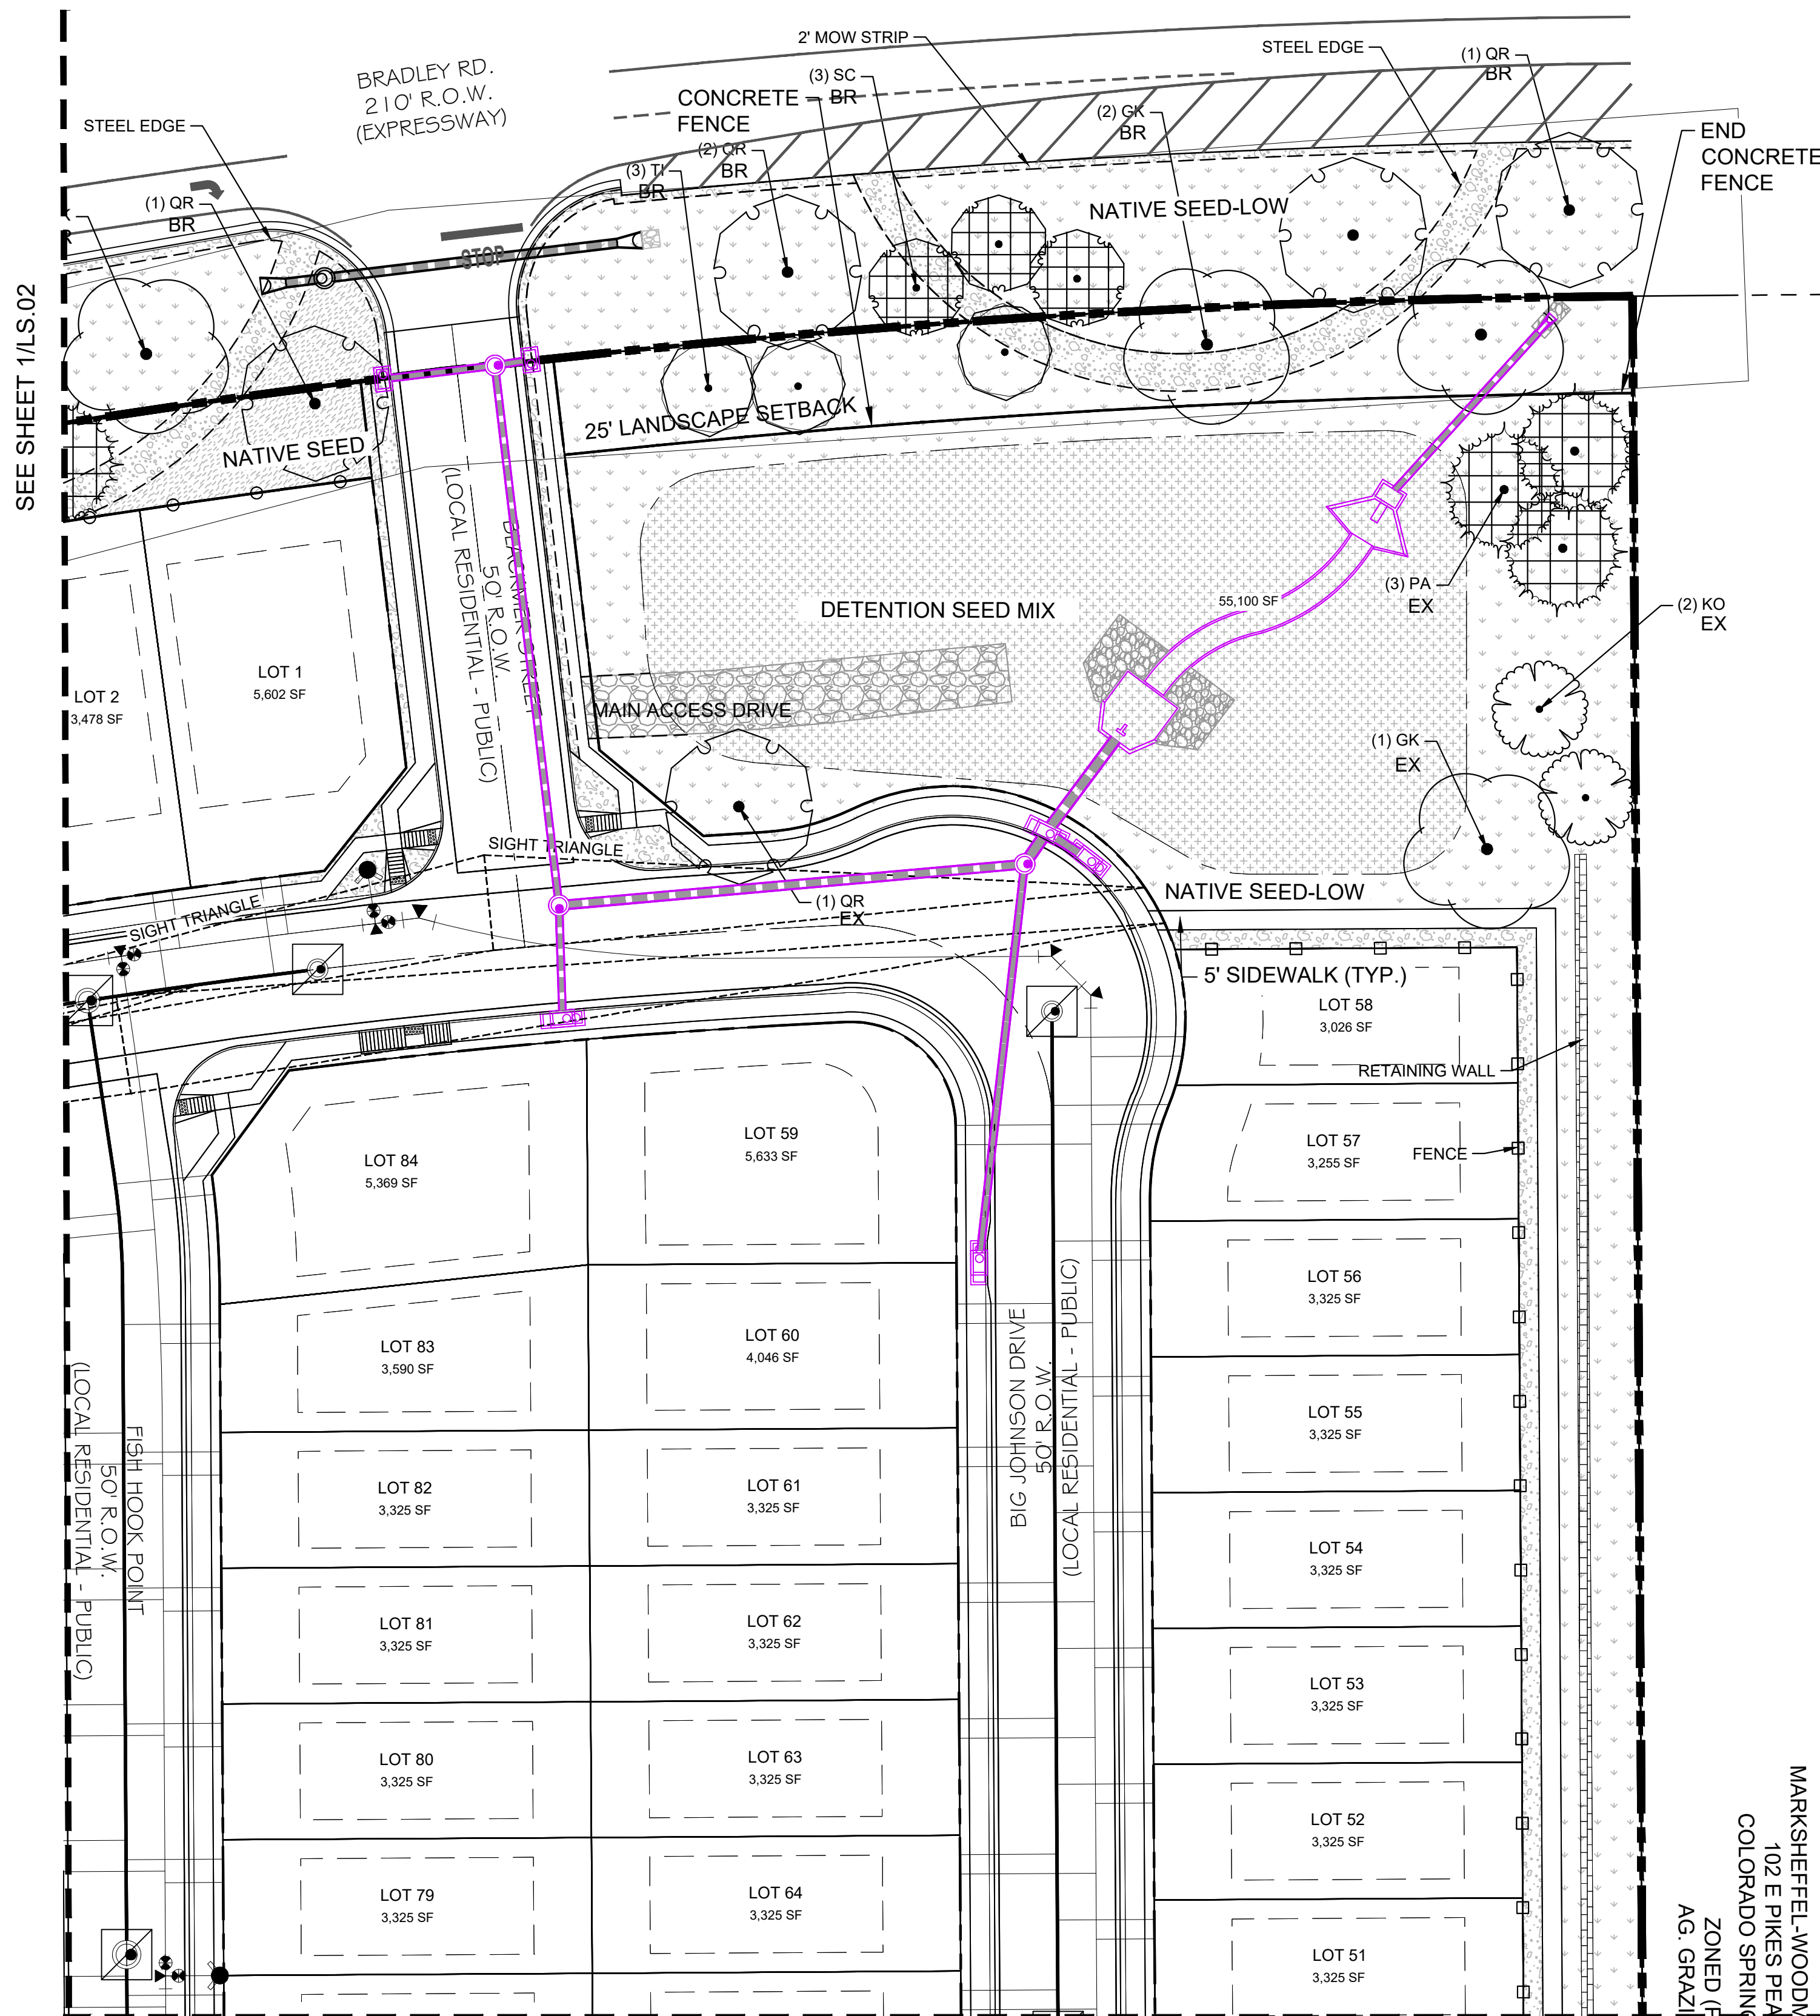 2' MOW STRIP
STEEL EDGE
(1) QR
BR
BRADLEY RD.
210' R.O.W.
(EXPRESSWAY)
(3) SC
BR
CONCRETE
FENCE
(2) GK
BR
STEEL EDGE
END
CONCRETE
FENCE
(2) QR
BR
(3) TI
BR
(1) QR
BR
NATIVE SEED-LOW
STOP
SEE SHEET 1/LS.02
25' LANDSCAPE SETBACK
NATIVE SEED
50' R.O.W.
(LOCAL RESIDENTIAL - PUBLIC)
DETENTION SEED MIX
55,100 SF
(3) PA
EX
(2) KO
EX
LOT 1
5,602 SF
LOT 2
3,478 SF
MAIN ACCESS DRIVE
(1) GK
EX
SIGHT TRIANGLE
NATIVE SEED-LOW
(1) QR
EX
SIGHT TRIANGLE
5' SIDEWALK (TYP.)
LOT 58
3,026 SF
RETAINING WALL
LOT 59
5,633 SF
LOT 57
3,255 SF
FENCE
LOT 84
5,369 SF
LOT 56
3,325 SF
LOT 83
3,590 SF
LOT 60
4,046 SF
BIG JOHNSON DRIVE
50' R.O.W.
(LOCAL RESIDENTIAL - PUBLIC)
LOT 55
3,325 SF
FISH HOOK POINT
50' R.O.W.
(LOCAL RESIDENTIAL - PUBLIC)
LOT 82
3,325 SF
LOT 61
3,325 SF
LOT 54
3,325 SF
LOT 81
3,325 SF
LOT 62
3,325 SF
LOT 53
3,325 SF
LOT 80
3,325 SF
LOT 63
3,325 SF
LOT 52
3,325 SF
LOT 79
3,325 SF
LOT 64
3,325 SF
LOT 51
3,325 SF
MARKSHEFFEL-WOODM
102 E PIKES PEA
COLORADO SPRING
ZONED (P
AG. GRAZI